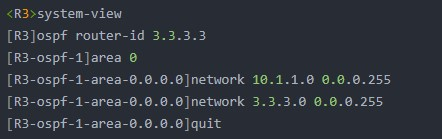 <R3>system-view
[R3]ospf router-id 3.3.3.3
[R3-ospf-1]area 0
[R3-ospf-1-area-0.0.0.0]network 10.1.1.0 0.0.0.255
[R3-ospf-1-area-0.0.0.0]network 3.3.3.0 0.0.0.255
[R3-ospf-1-area-0.0.0.0]quit